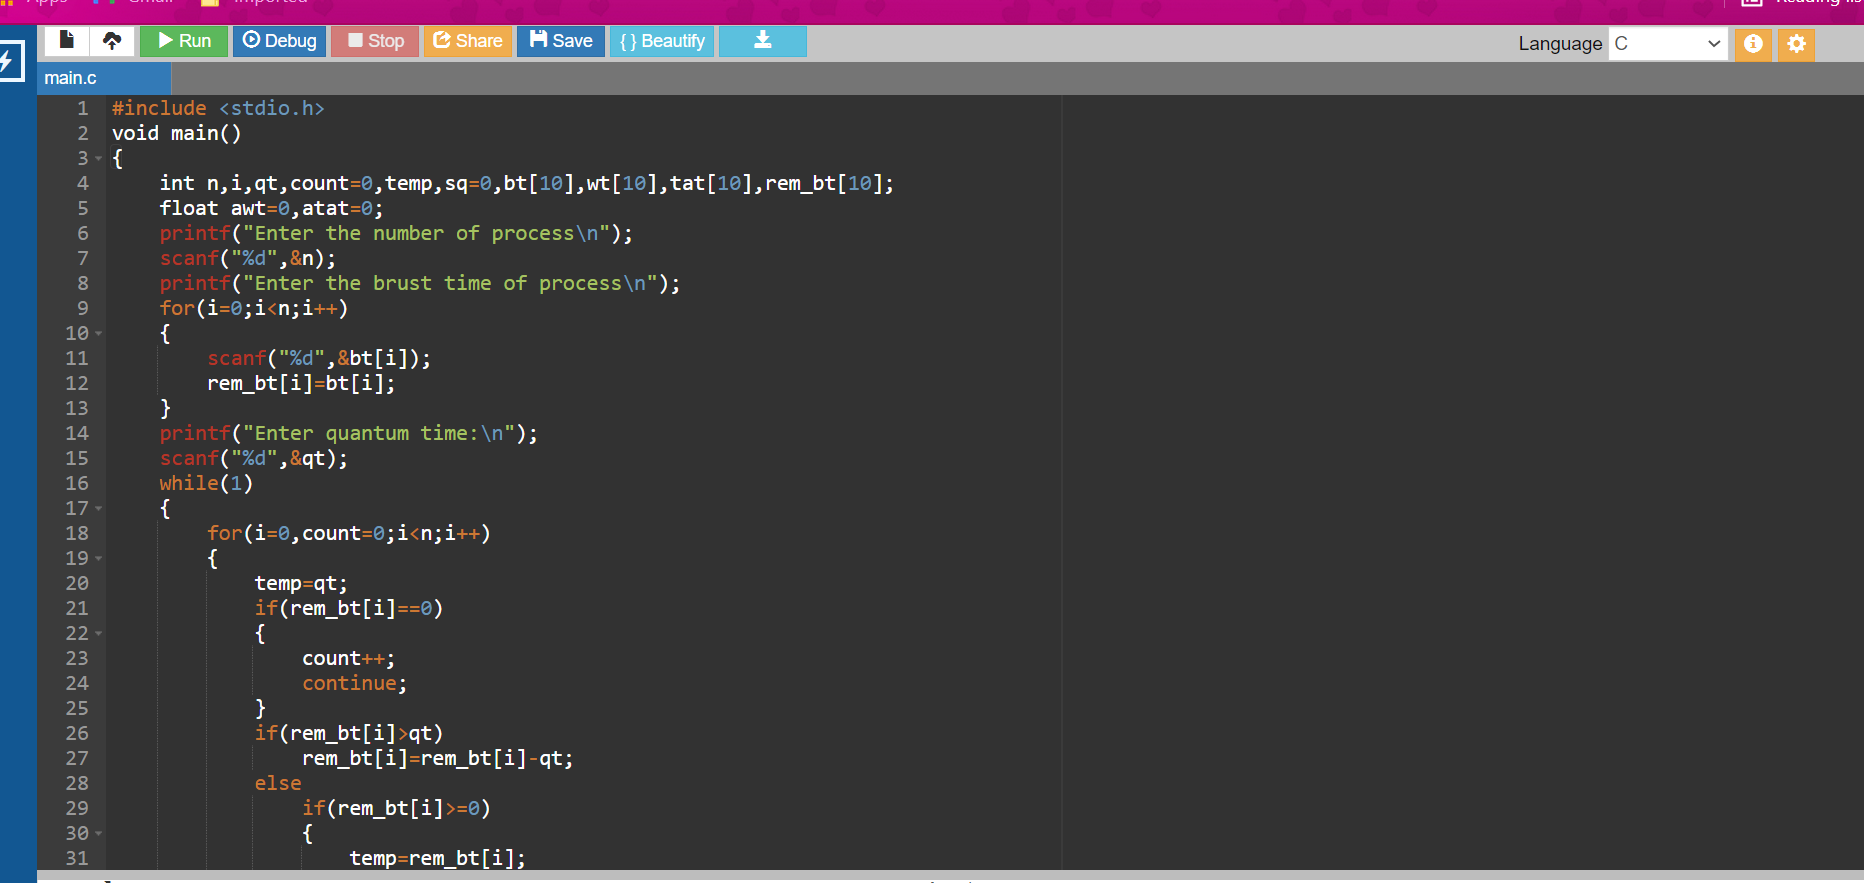 Run Debug Stop Share Save { } Beautify Language C
main.c
1 #include <stdio.h>
2 void main()
3 {
4 int n,i,qt,count=0,temp,sq=0,bt[10],wt[10],tat[10],rem_bt[10];
5 float awt=0,atat=0;
6 printf("Enter the number of process\n");
7 scanf("%d",&n);
8 printf("Enter the brust time of process\n");
9 for(i=0;i<n;i++)
10 {
11 scanf("%d",&bt[i]);
12 rem_bt[i]=bt[i];
13 }
14 printf("Enter quantum time:\n");
15 scanf("%d",&qt);
16 while(1)
17 {
18 for(i=0,count=0;i<n;i++)
19 {
20 temp=qt;
21 if(rem_bt[i]==0)
22 {
23 count++;
24 continue;
25 }
26 if(rem_bt[i]>qt)
27 rem_bt[i]=rem_bt[i]-qt;
28 else
29 if(rem_bt[i]>=0)
30 {
31 temp=rem_bt[i];